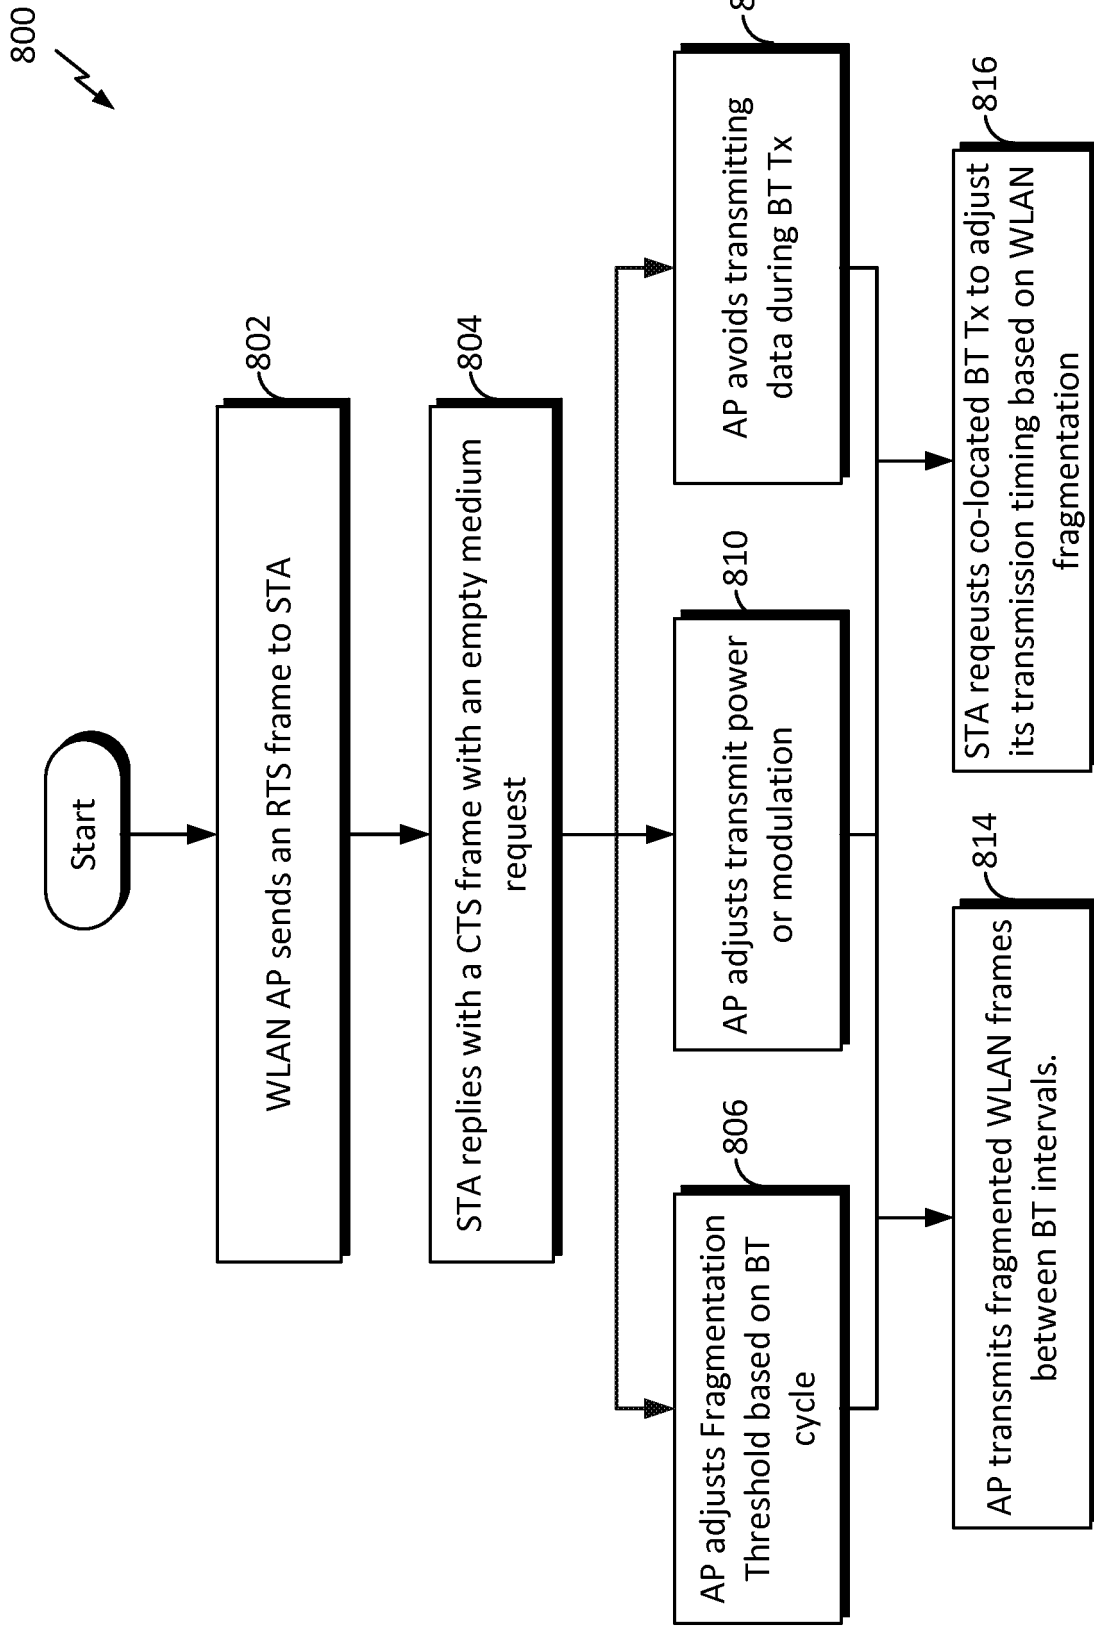 800
Start
802
WLAN AP sends an RTS frame to STA
804
STA replies with a CTS frame with an empty medium
request
806
AP adjusts Fragmentation
Threshold based on BT
cycle
810
AP adjusts transmit power
or modulation
AP avoids transmitting
data during BT Tx
814
AP transmits fragmented WLAN frames
between BT intervals.
816
STA reqeusts co-located BT Tx to adjust
its transmission timing based on WLAN
fragmentation